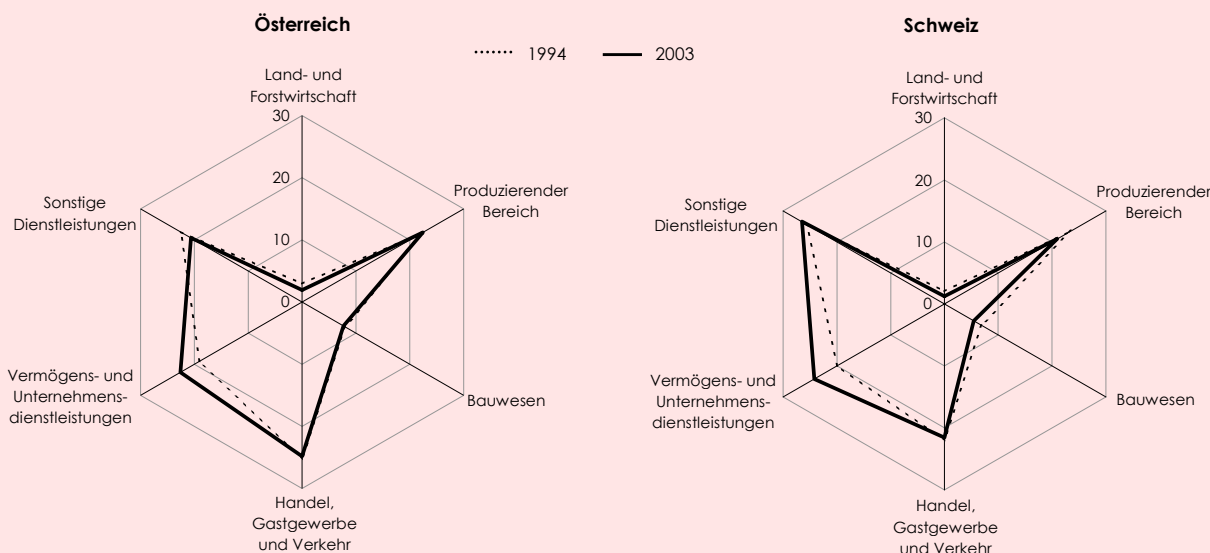 Österreich
Schweiz
1994
2003
Land- und
Forstwirtschaft
30
20
10
0
Produzierender
Bereich
Bauwesen
Handel,
Gastgewerbe
und Verkehr
Vermögens- und
Unternehmens-
dienstleistungen
Sonstige
Dienstleistungen
Land- und
Forstwirtschaft
30
20
10
0
Produzierender
Bereich
Bauwesen
Handel,
Gastgewerbe
und Verkehr
Vermögens- und
Unternehmens-
dienstleistungen
Sonstige
Dienstleistungen